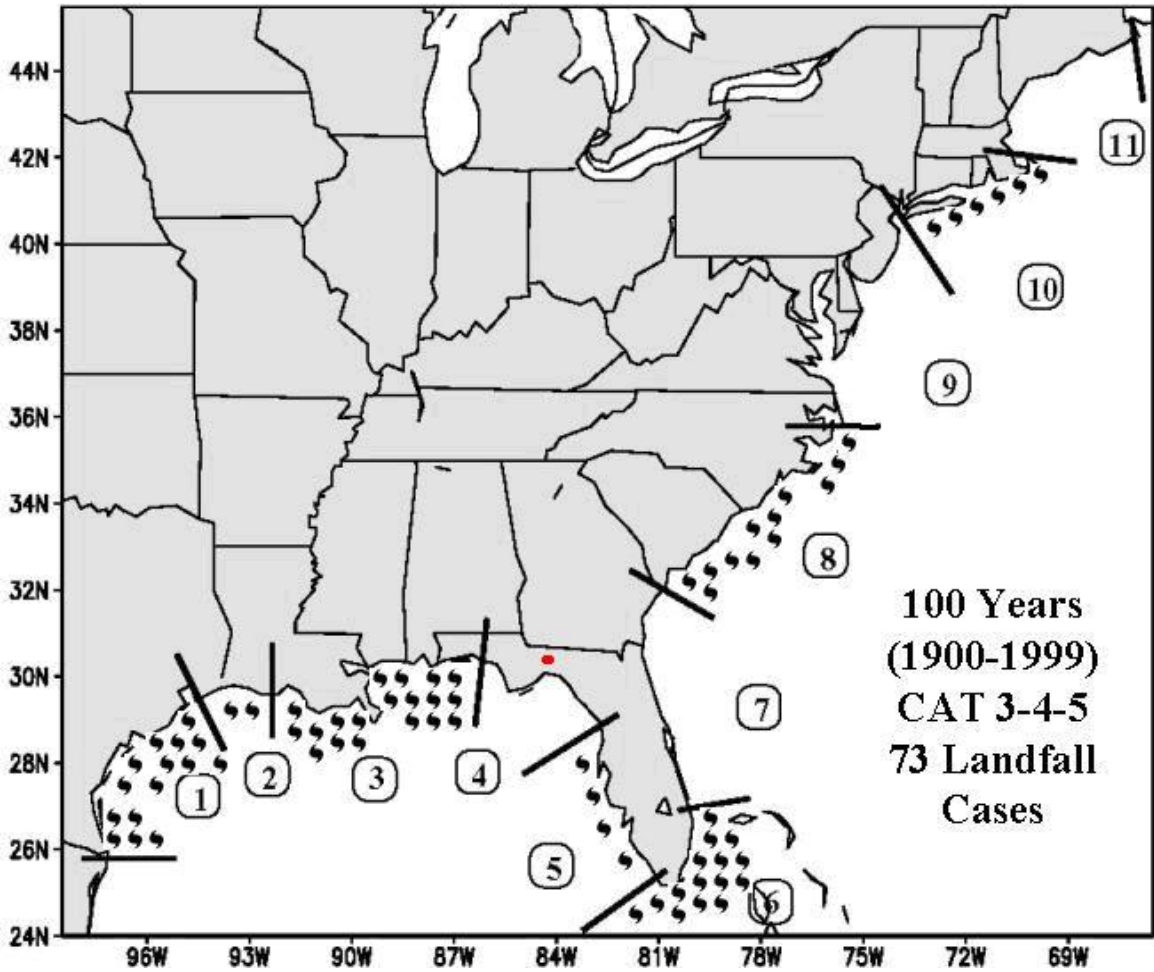 44N
42N
40N
38N
36N
34N
32N
30N
28N
26N
24N
96W 93W 90W 87W 84W 81W 78W 75W 72W 69W
1
2
3
4
5
6
7
8
9
10
11
100 Years
(1900-1999)
CAT 3-4-5
73 Landfall
Cases